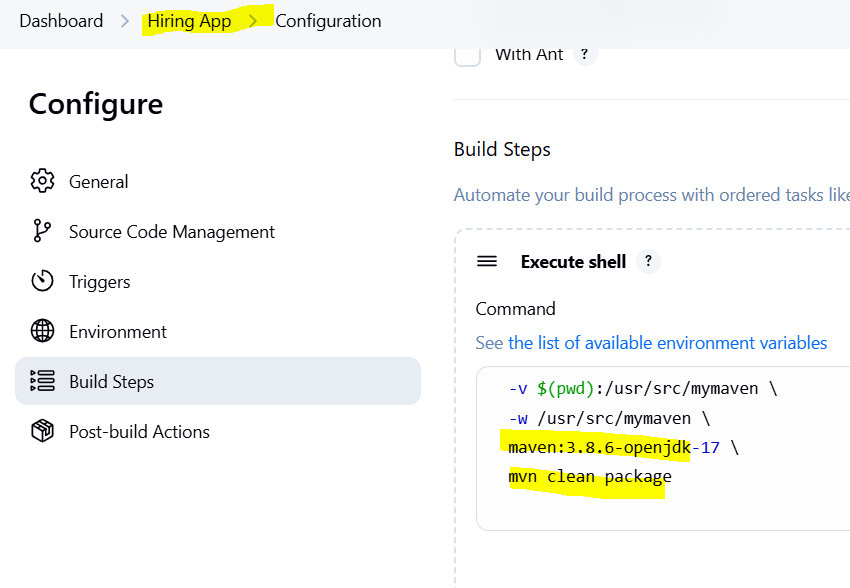 Dashboard > Hiring App > Configuration
With Ant ?
Configure
General
Source Code Management
Triggers
Environment
Build Steps
Post-build Actions
Build Steps
Automate your build process with ordered tasks like
Execute shell ?
Command
See the list of available environment variables
-v $(pwd):/usr/src/mymaven \
-w /usr/src/mymaven \
maven:3.8.6-openjdk-17 \
mvn clean package